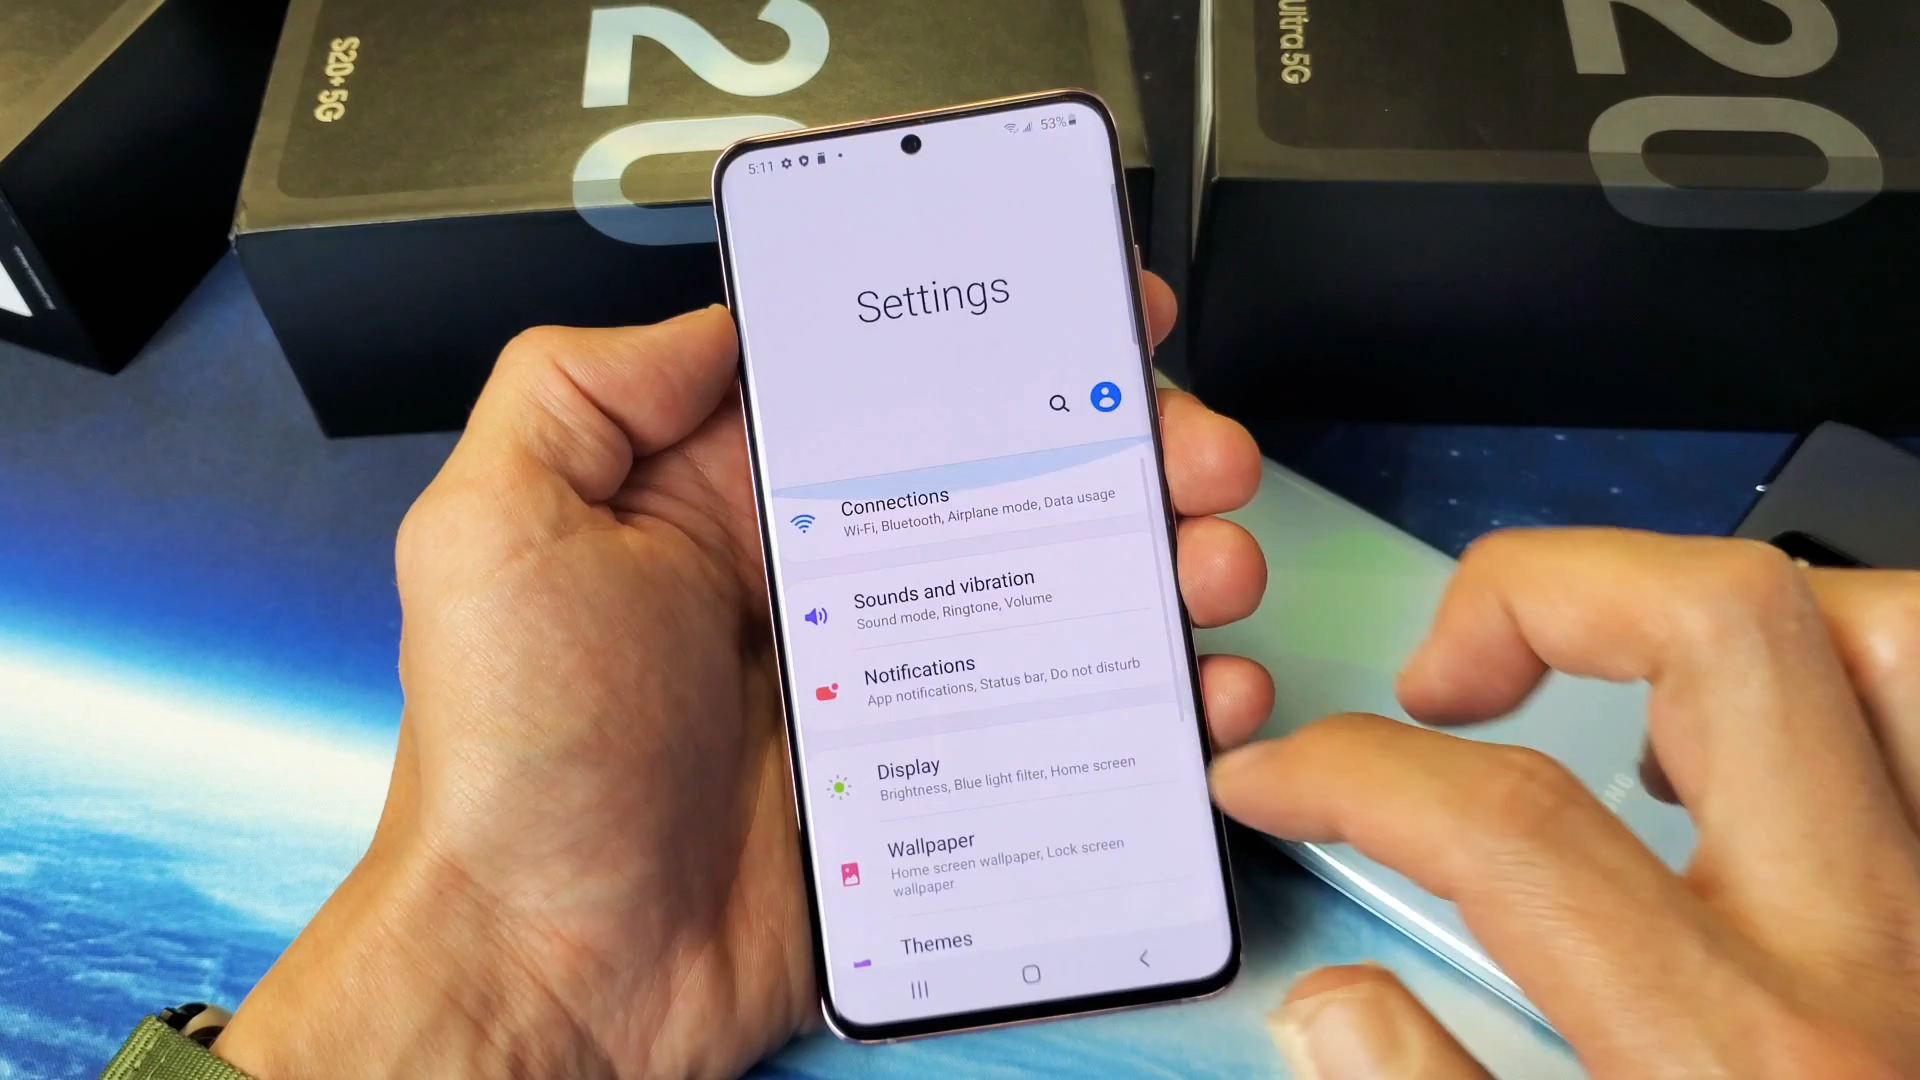 S20+ 5G
20
Ultra 5G
20
5:11
53%
Settings
Connections
Wi-Fi, Bluetooth, Airplane mode, Data usage
Sounds and vibration
Sound mode, Ringtone, Volume
Notifications
App notifications, Status bar, Do not disturb
Display
Brightness, Blue light filter, Home screen
Wallpaper
Home screen wallpaper, Lock screen
wallpaper
Themes